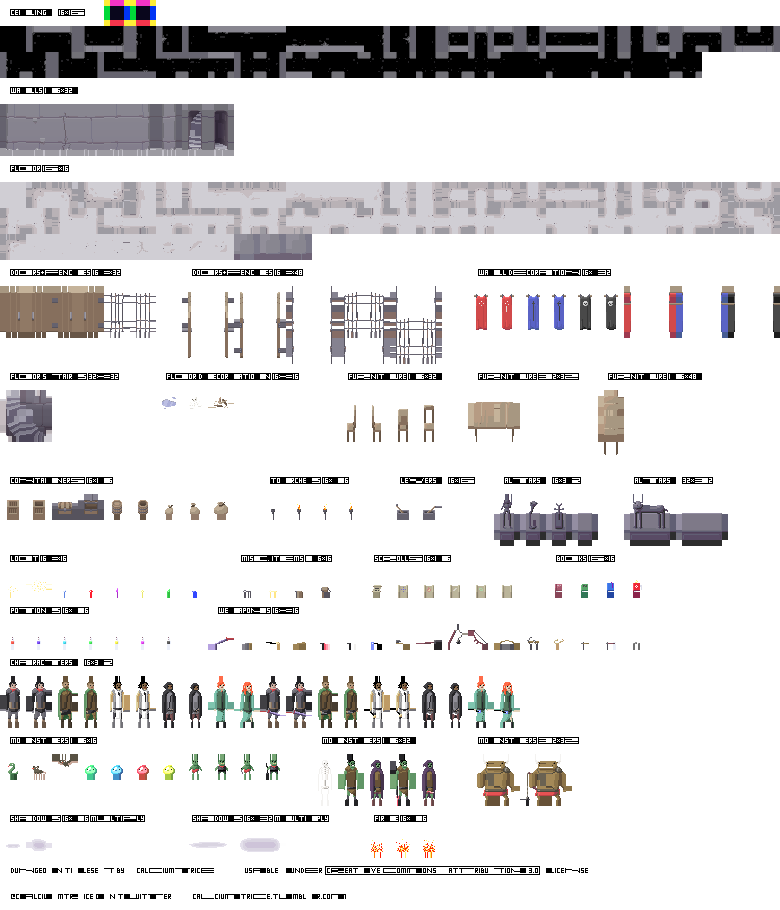 CEILING (16x16)
WALLS (16x32)
FLOOR (16x16)
DOORS+FENCES (16x32) DOORS+FENCES (16x48) WALL DECORATION (16x32)
FLOOR STAIRS (32x32) FLOOR DECORATION (16x16) FURNITURE (16x32) FURNITURE (32x32) FURNITURE (16x48)
CONTAINERS (16x16) TORCHES (16x16) LEVERS (16x16) ALTARS (16x32) ALTARS (32x32)
LOOT (16x16) MISC. ITEMS (16x16) SCROLLS (16x16) BOOKS (16x16)
POTIONS (16x16) WEAPONS (16x16)
CHARACTERS (16x32)
MONSTERS (16x16) MONSTERS (16x32) MONSTERS (32x32)
SHADOWS (16x16) MULTIPLY SHADOWS (16x32) MULTIPLY FIRE (16x16)
DUNGEON TILESET BY CALCIUMTRICE USABLE UNDER CREATIVE COMMONS ATTRIBUTION 3.0 LICENSE
@CALCIUMTRICE ON TWITTER CALCIUMTRICE.TUMBLR.COM